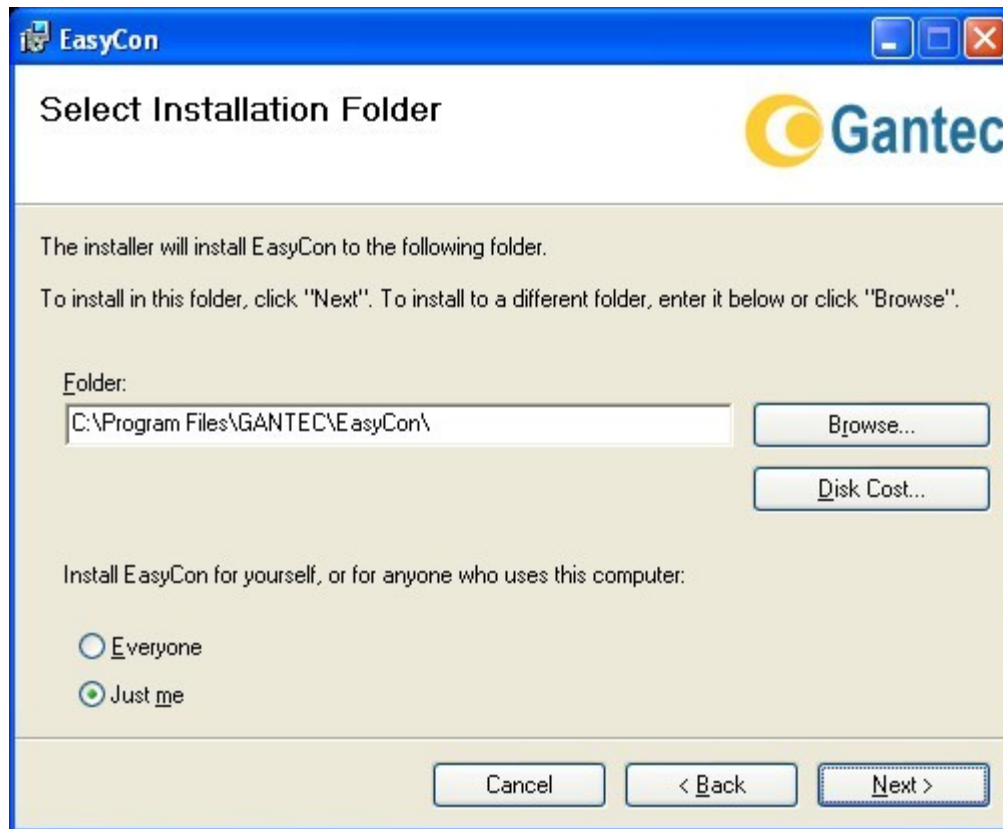 EasyCon
Select Installation Folder
Gantec
The installer will install EasyCon to the following folder.
To install in this folder, click "Next". To install to a different folder, enter it below or click "Browse".
Folder:
C:\Program Files\GANTEC\EasyCon\
Browse...
Disk Cost...
Install EasyCon for yourself, or for anyone who uses this computer:
Everyone
Just me
Cancel
< Back
Next >